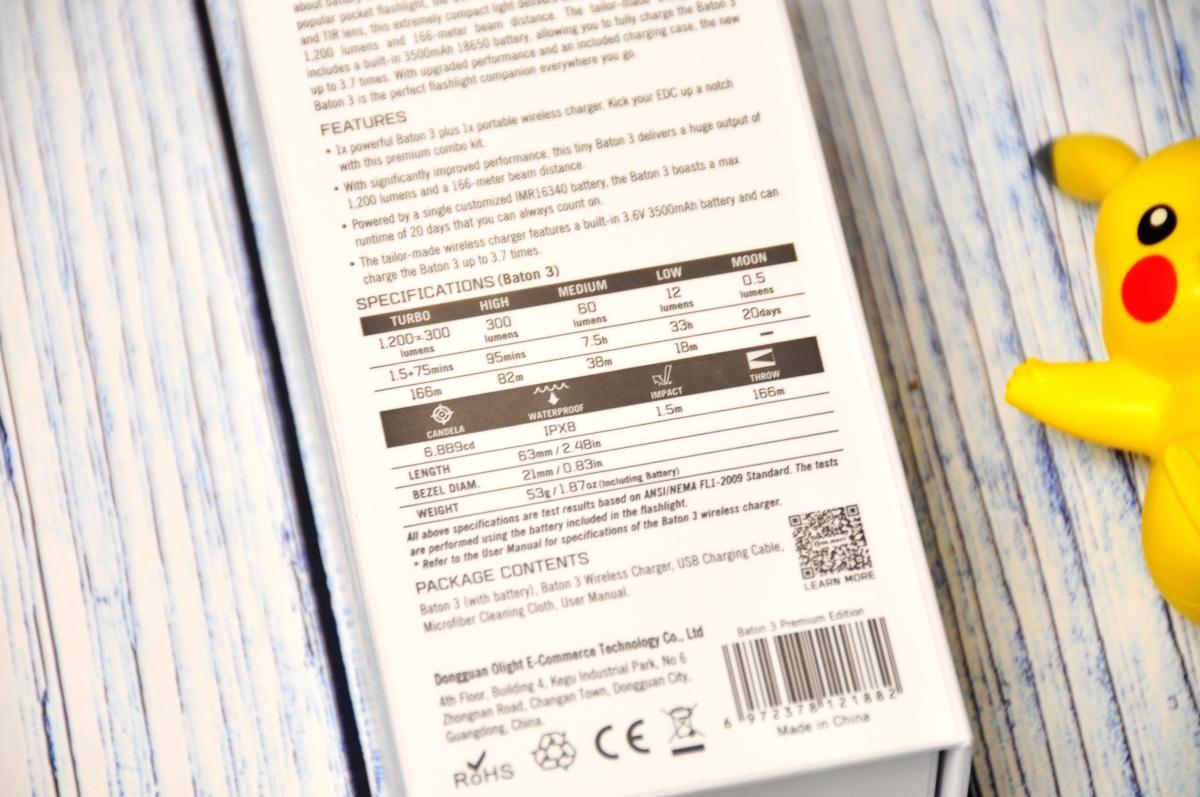 about battery
popular pocket flashlight, the
and TIR lens, this extremely compact light delivers
1,200 lumens and 166-meter beam distance. The tailor-made
includes a built-in 3500mAh 18650 battery, allowing you to fully charge the Baton 3
up to 3.7 times. With upgraded performance and an included charging case, the new
Baton 3 is the perfect flashlight companion everywhere you go.
FEATURES
• 1x powerful Baton 3 plus 1x portable wireless charger. Kick your EDC up a notch
with this premium combo kit.
• With significantly improved performance, this tiny Baton 3 delivers a huge output of
1,200 lumens and a 166-meter beam distance.
• Powered by a single customized IMR16340 battery, the Baton 3 boasts a max
runtime of 20 days that you can always count on.
• The tailor-made wireless charger features a built-in 3.6V 3500mAh battery and can
charge the Baton 3 up to 3.7 times.
SPECIFICATIONS (Baton 3)
TURBO HIGH MEDIUM LOW MOON
1,200~300 300 60 12 0.5
lumens lumens lumens lumens lumens
1.5+75mins 95mins 7.5h 33h 20days
166m 82m 38m 18m –
CANDELA WATERPROOF IMPACT THROW
6,889cd IPX8 1.5m 166m
LENGTH 63mm / 2.48in
BEZEL DIAM. 21mm / 0.83in
WEIGHT 53g / 1.87oz (Including Battery)
All above specifications are test results based on ANSI/NEMA FL1-2009 Standard. The tests
are performed using the battery included in the flashlight.
* Refer to the User Manual for specifications of the Baton 3 wireless charger.
PACKAGE CONTENTS
Baton 3 (with battery), Baton 3 Wireless Charger, USB Charging Cable,
Microfiber Cleaning Cloth, User Manual.
LEARN MORE
Dongguan Olight E-Commerce Technology Co., Ltd
4th Floor, Building 4, Kegu Industrial Park, No 6
Zhongnan Road, Changan Town, Dongguan City,
Guangdong, China.
RoHS
CE
Baton 3 Premium Edition
6 972378 121882
Made in China